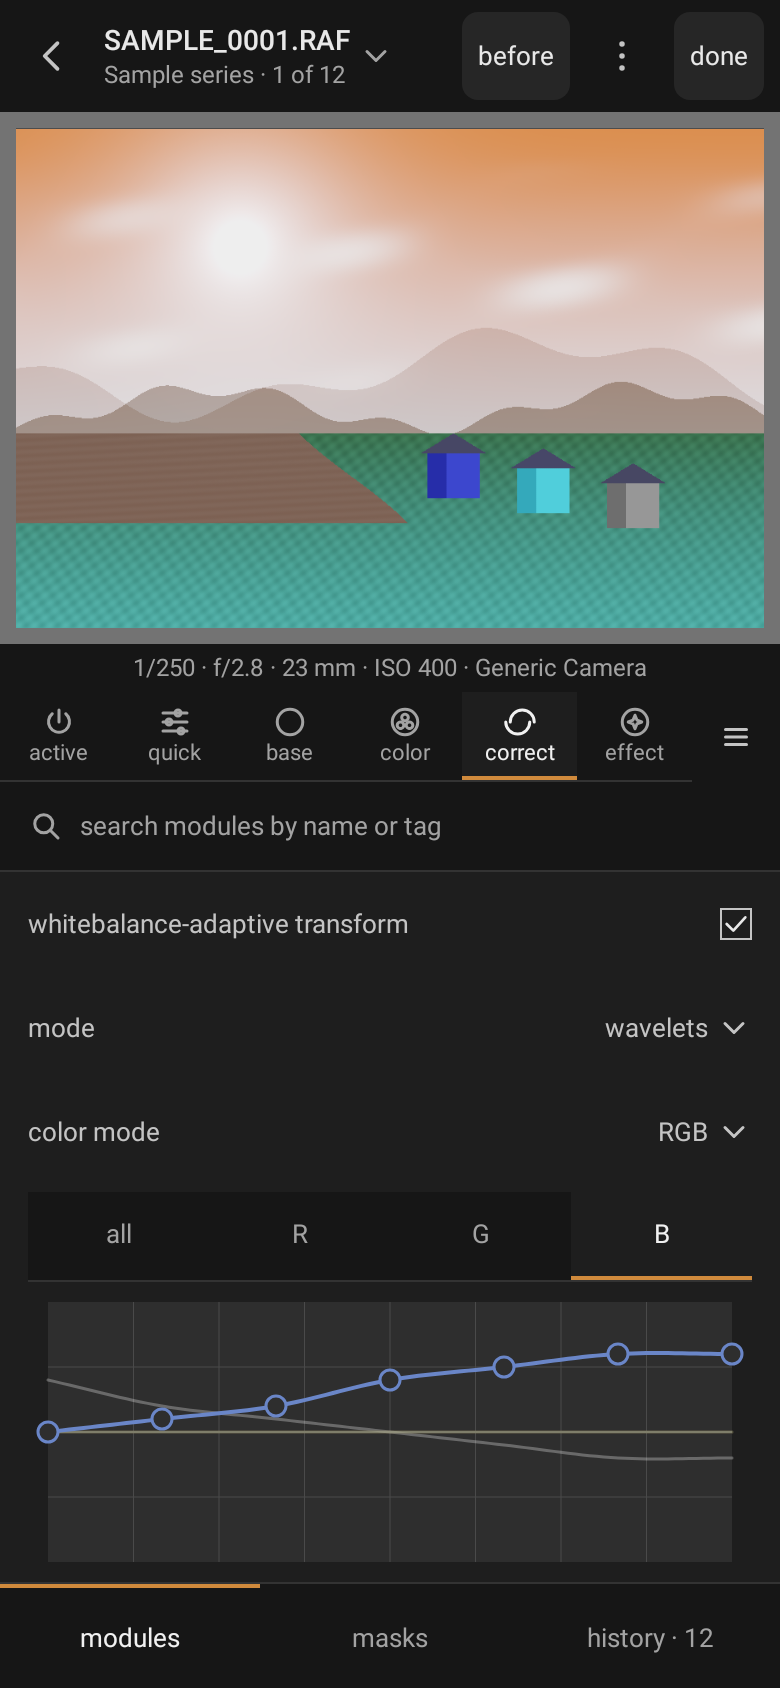 SAMPLE_0001.RAF
Sample series · 1 of 12
before
done
1/250 · f/2.8 · 23 mm · ISO 400 · Generic Camera
active
quick
base
color
correct
effect
search modules by name or tag
whitebalance-adaptive transform
mode
wavelets
color mode
RGB
all
R
G
B
modules
masks
history · 12